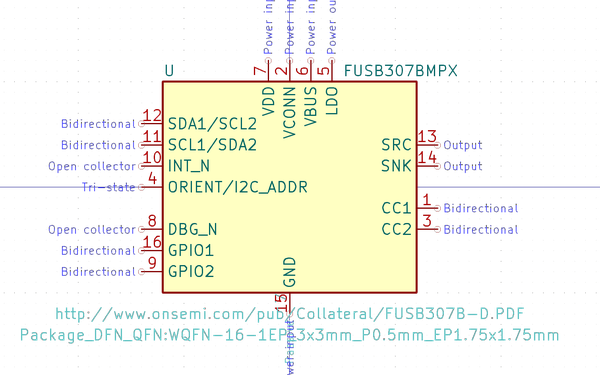 Power in
Power in
Power in
Power ou
7
2
6
5
U
FUSB307BMPX
VDD
VCONN
VBUS
LDO
Bidirectional 12 SDA1/SCL2
Bidirectional 11 SCL1/SDA2
SRC 13 Output
Open collector 10 INT_N
SNK 14 Output
Tri-state 4 ORIENT/I2C_ADDR
CC1 1 Bidirectional
Open collector 8 DBG_N
CC2 3 Bidirectional
Bidirectional 16 GPIO1
Bidirectional 9 GPIO2
GND
15
http://www.onsemi.com/pub/Collateral/FUSB307B-D.PDF
Package_DFN_QFN:WQFN-16-1EP_3x3mm_P0.5mm_EP1.75x1.75mm